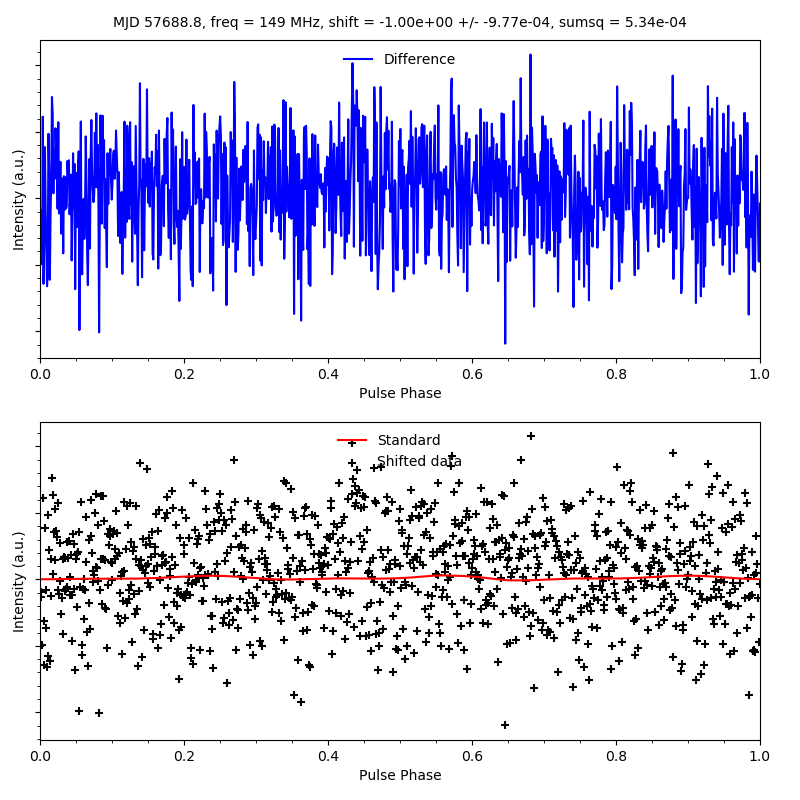 MJD 57688.8, freq = 149 MHz, shift = -1.00e+00 +/- -9.77e-04, sumsq = 5.34e-04
Difference
Intensity (a.u.)
0.0 0.2 0.4 0.6 0.8 1.0
Pulse Phase
Standard
Shifted data
Intensity (a.u.)
0.0 0.2 0.4 0.6 0.8 1.0
Pulse Phase